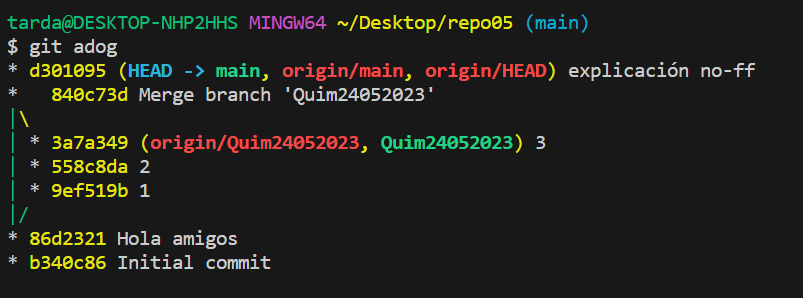 tarda@DESKTOP-NHP2HHS MINGW64 ~/Desktop/repo05 (main)
$ git adog
* d301095 (HEAD -> main, origin/main, origin/HEAD) explicación no-ff
*   840c73d Merge branch 'Quim24052023'
|\
| * 3a7a349 (origin/Quim24052023, Quim24052023) 3
| * 558c8da 2
| * 9ef519b 1
|/
* 86d2321 Hola amigos
* b340c86 Initial commit